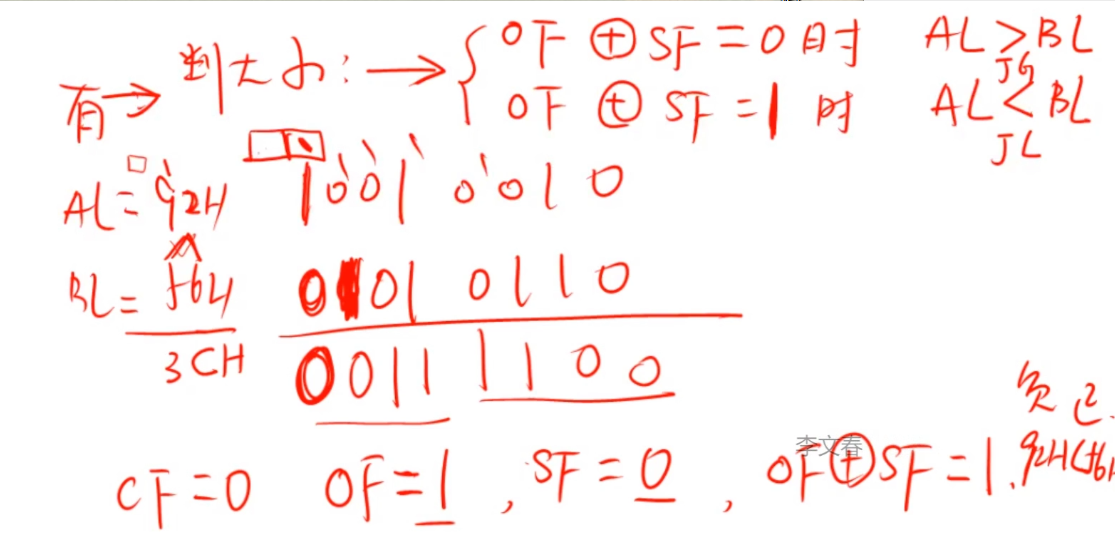 有→ 判大小：→ { OF ⊕ SF = 0 时 AL > BL
JG
OF ⊕ SF = 1 时 AL < BL
JL
AL = 92H 1001 0010
BL = 56H 0101 0110
3CH 0011 1100
负
李文春
CF = 0 OF = 1 , SF = 0 , OF ⊕ SF = 1 . 92H < 56H